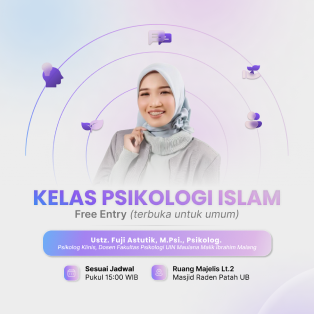 KELAS PSIKOLOGI ISLAM
Free Entry (terbuka untuk umum)
Ustz. Fuji Astutik, M.Psi., Psikolog.
Psikolog Klinis, Dosen Fakultas Psikologi UIN Maulana Malik Ibrahim Malang
Sesuai Jadwal
Pukul 15:00 WIB
Ruang Majelis Lt.2
Masjid Raden Patah UB